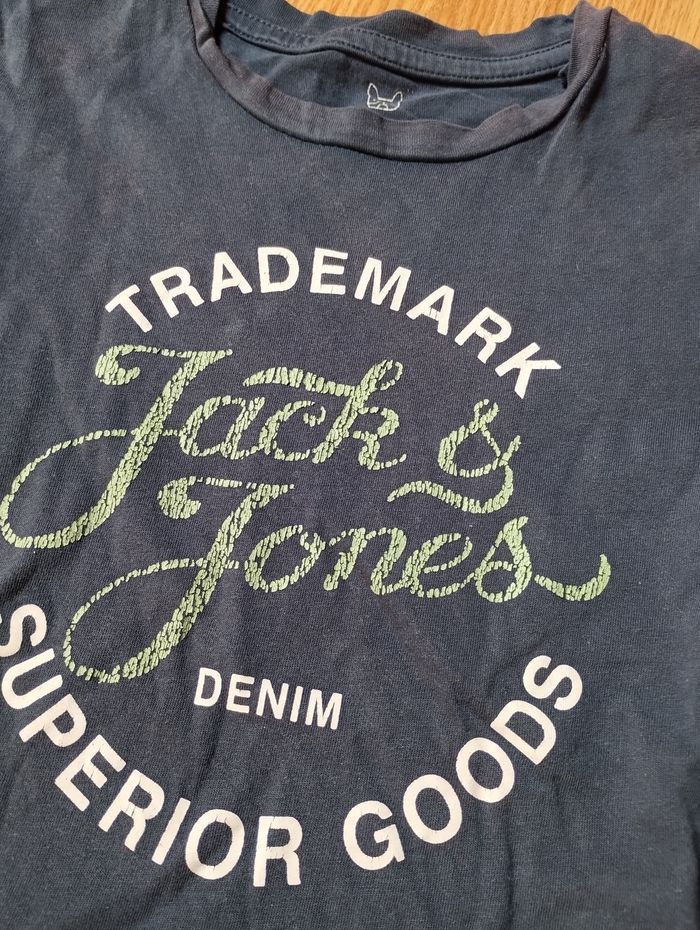 TRADEMARK
Jack &
Jones
DENIM
SUPERIOR GOODS